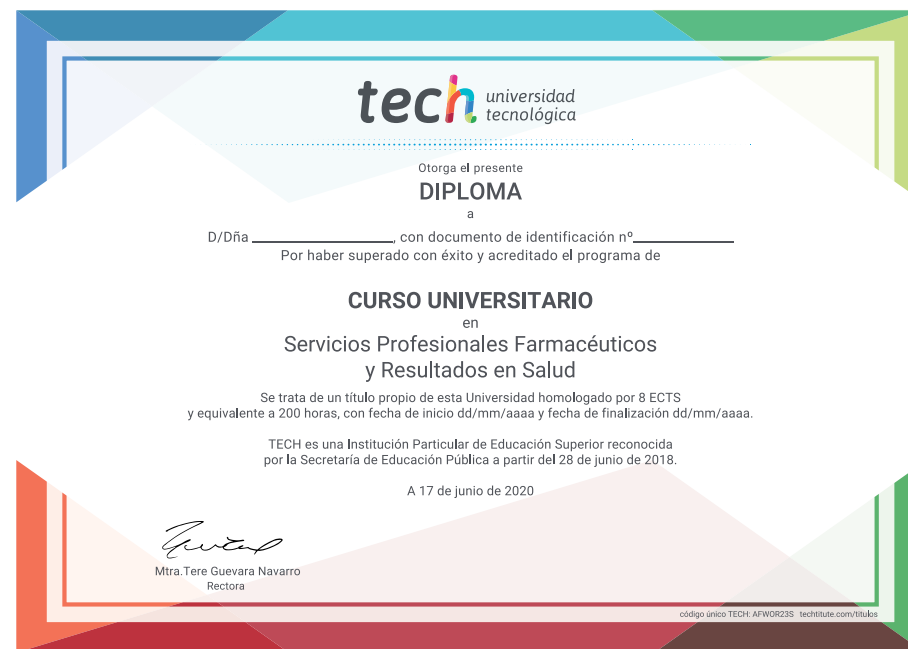 tech universidad
tecnológica
Otorga el presente
DIPLOMA
a
D/Dña ____________________, con documento de identificación nº______________
Por haber superado con éxito y acreditado el programa de
CURSO UNIVERSITARIO
en
Servicios Profesionales Farmacéuticos
y Resultados en Salud
Se trata de un título propio de esta Universidad homologado por 8 ECTS
y equivalente a 200 horas, con fecha de inicio dd/mm/aaaa y fecha de finalización dd/mm/aaaa.
TECH es una Institución Particular de Educación Superior reconocida
por la Secretaría de Educación Pública a partir del 28 de junio de 2018.
A 17 de junio de 2020
Mtra.Tere Guevara Navarro
Rectora
código único TECH: AFWOR23S techtitute.com/titulos